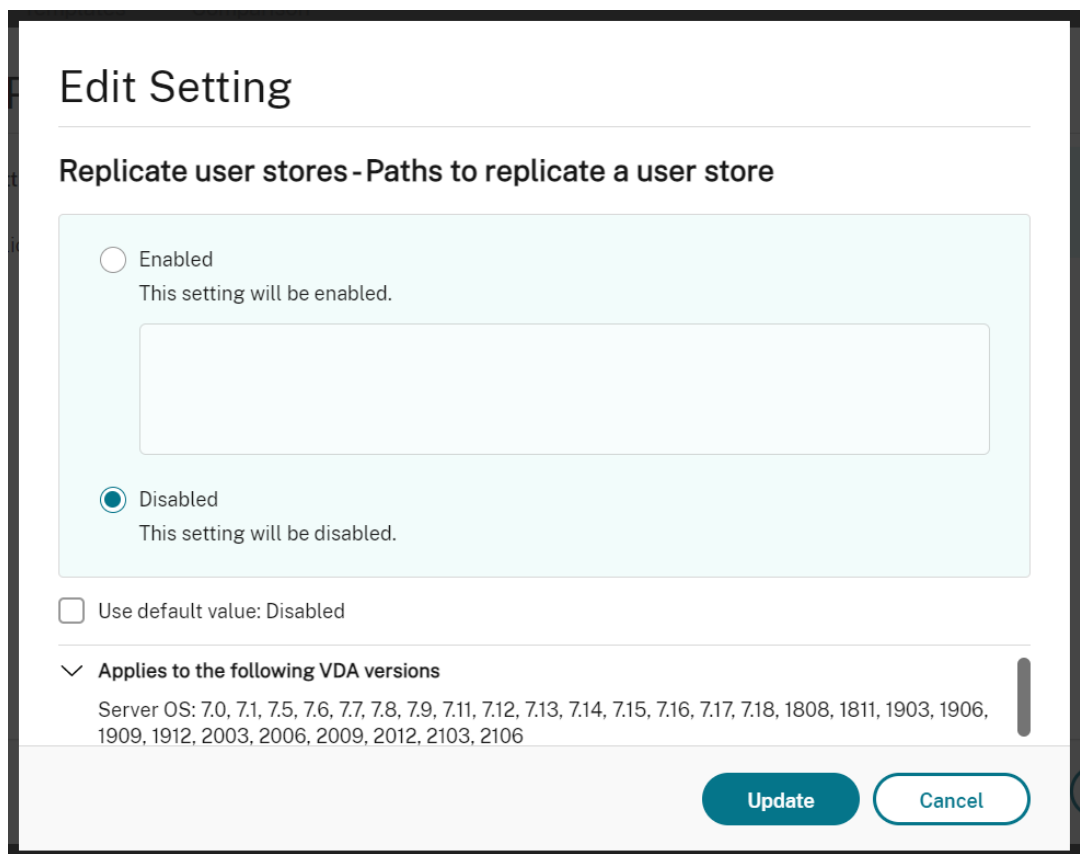 Edit Setting
Replicate user stores - Paths to replicate a user store
Enabled
This setting will be enabled.
Disabled
This setting will be disabled.
Use default value: Disabled
Applies to the following VDA versions
Server OS: 7.0, 7.1, 7.5, 7.6, 7.7, 7.8, 7.9, 7.11, 7.12, 7.13, 7.14, 7.15, 7.16, 7.17, 7.18, 1808, 1811, 1903, 1906,
1909, 1912, 2003, 2006, 2009, 2012, 2103, 2106
Update
Cancel